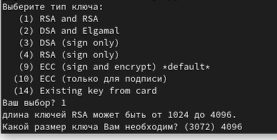 Выберите тип ключа:
(1) RSA and RSA
(2) DSA and Elgamal
(3) DSA (sign only)
(4) RSA (sign only)
(9) ECC (sign and encrypt) *default*
(10) ECC (только для подписи)
(14) Existing key from card
Ваш выбор? 1
длина ключей RSA может быть от 1024 до 4096.
Какой размер ключа Вам необходим? (3072) 4096